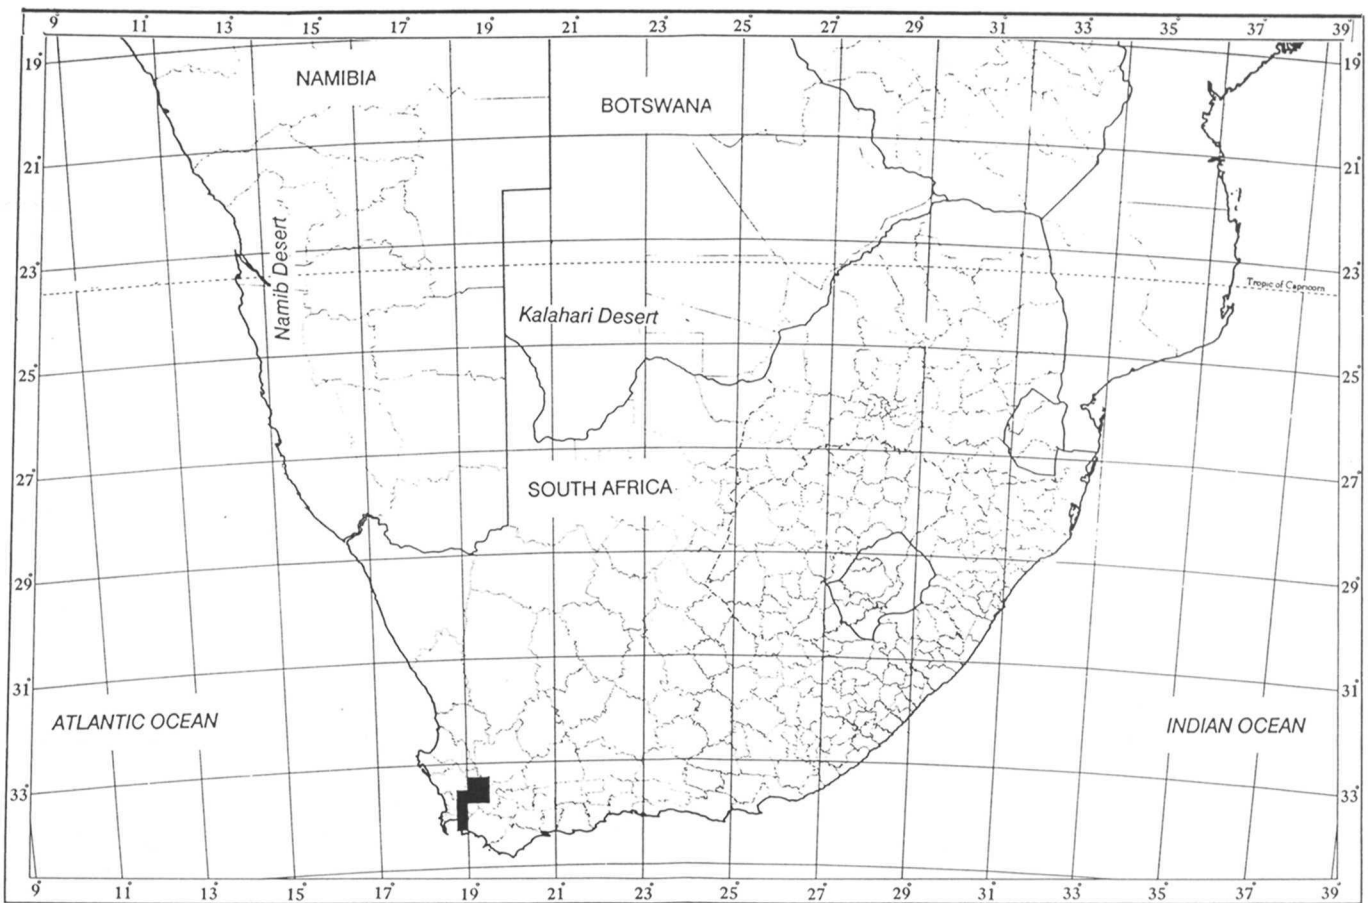 9° 11° 13° 15° 17° 19° 21° 23° 25° 27° 29° 31° 33° 35° 37° 39°
19° 19°
NAMIBIA
BOTSWANA
21° 21°
Namib Desert
23° 23°
Tropic of Capricorn
Kalahari Desert
25° 25°
27° 27°
SOUTH AFRICA
29° 29°
31° 31°
ATLANTIC OCEAN
INDIAN OCEAN
33° 33°
9° 11° 13° 15° 17° 19° 21° 23° 25° 27° 29° 31° 33° 35° 37° 39°